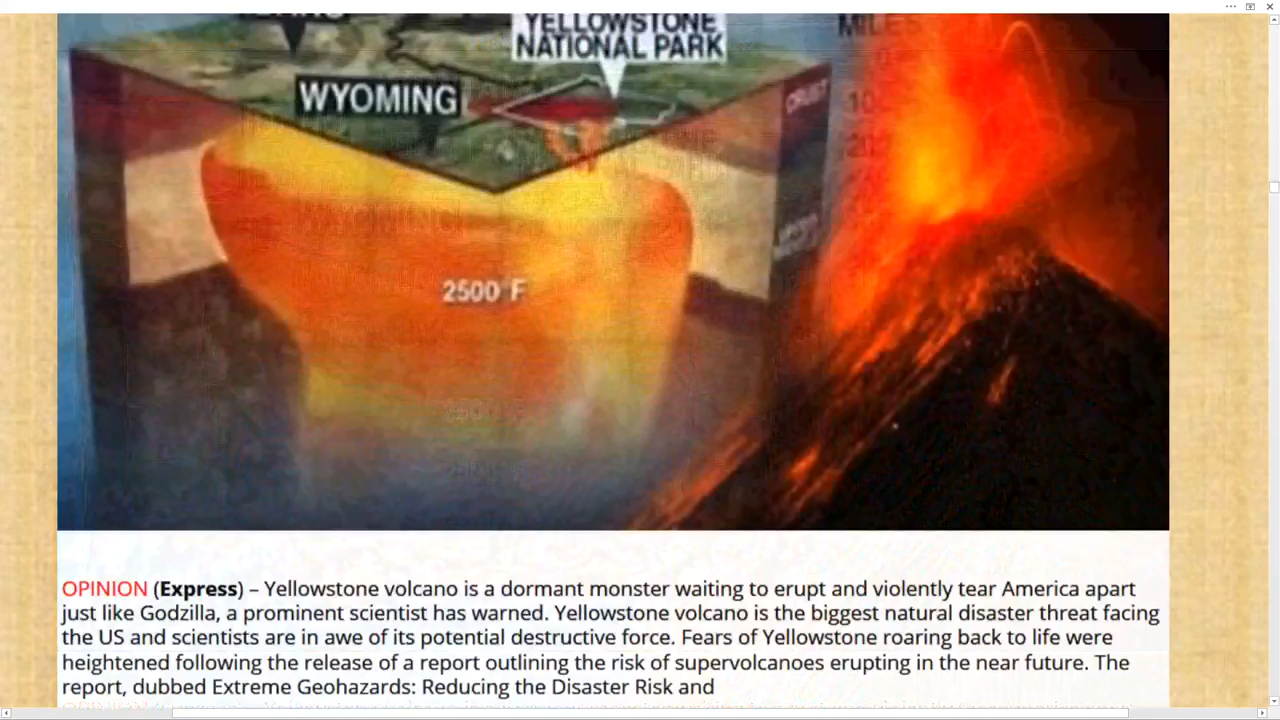 YELLOWSTONE
NATIONAL PARK
MILES
WYOMING
CRUST
2500°F
OPINION (Express) – Yellowstone volcano is a dormant monster waiting to erupt and violently tear America apart
just like Godzilla, a prominent scientist has warned. Yellowstone volcano is the biggest natural disaster threat facing
the US and scientists are in awe of its potential destructive force. Fears of Yellowstone roaring back to life were
heightened following the release of a report outlining the risk of supervolcanoes erupting in the near future. The
report, dubbed Extreme Geohazards: Reducing the Disaster Risk and